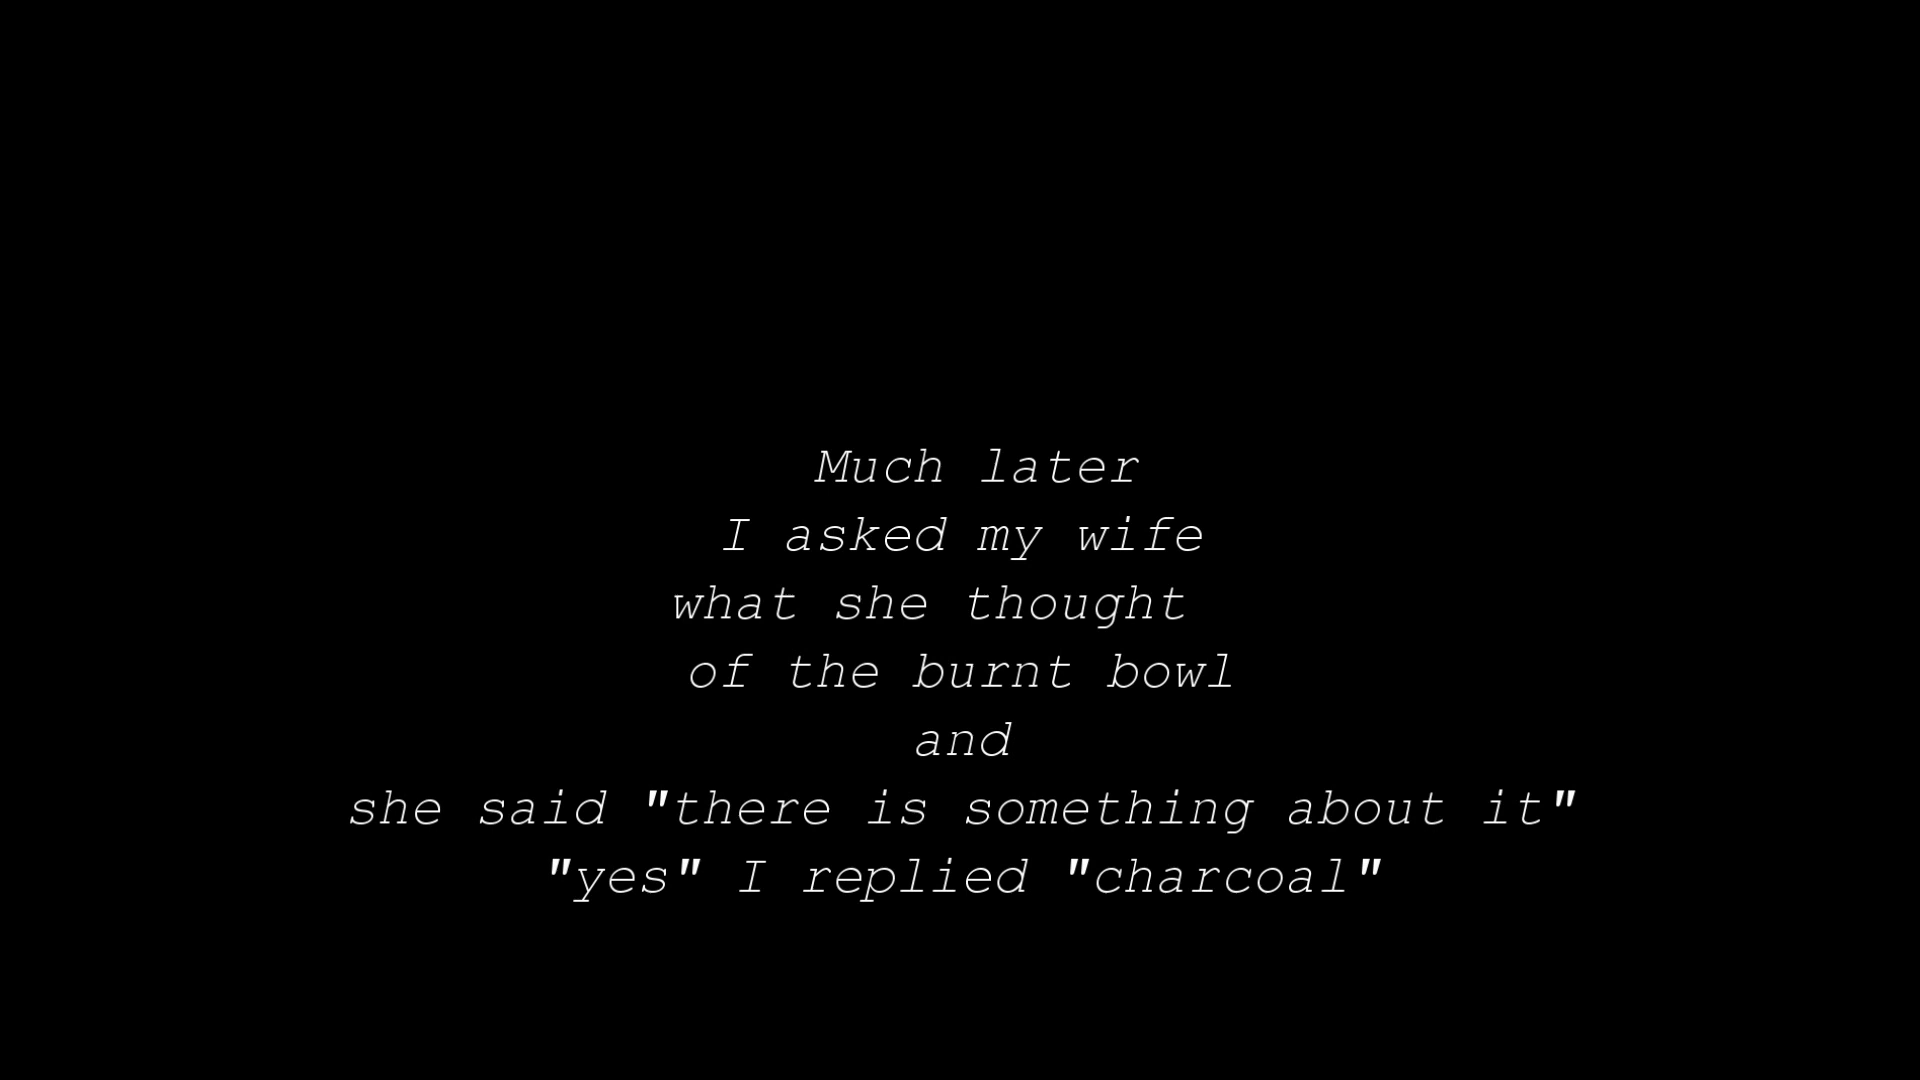 Much later
I asked my wife
what she thought
of the burnt bowl
and
she said "there is something about it"
"yes" I replied "charcoal"